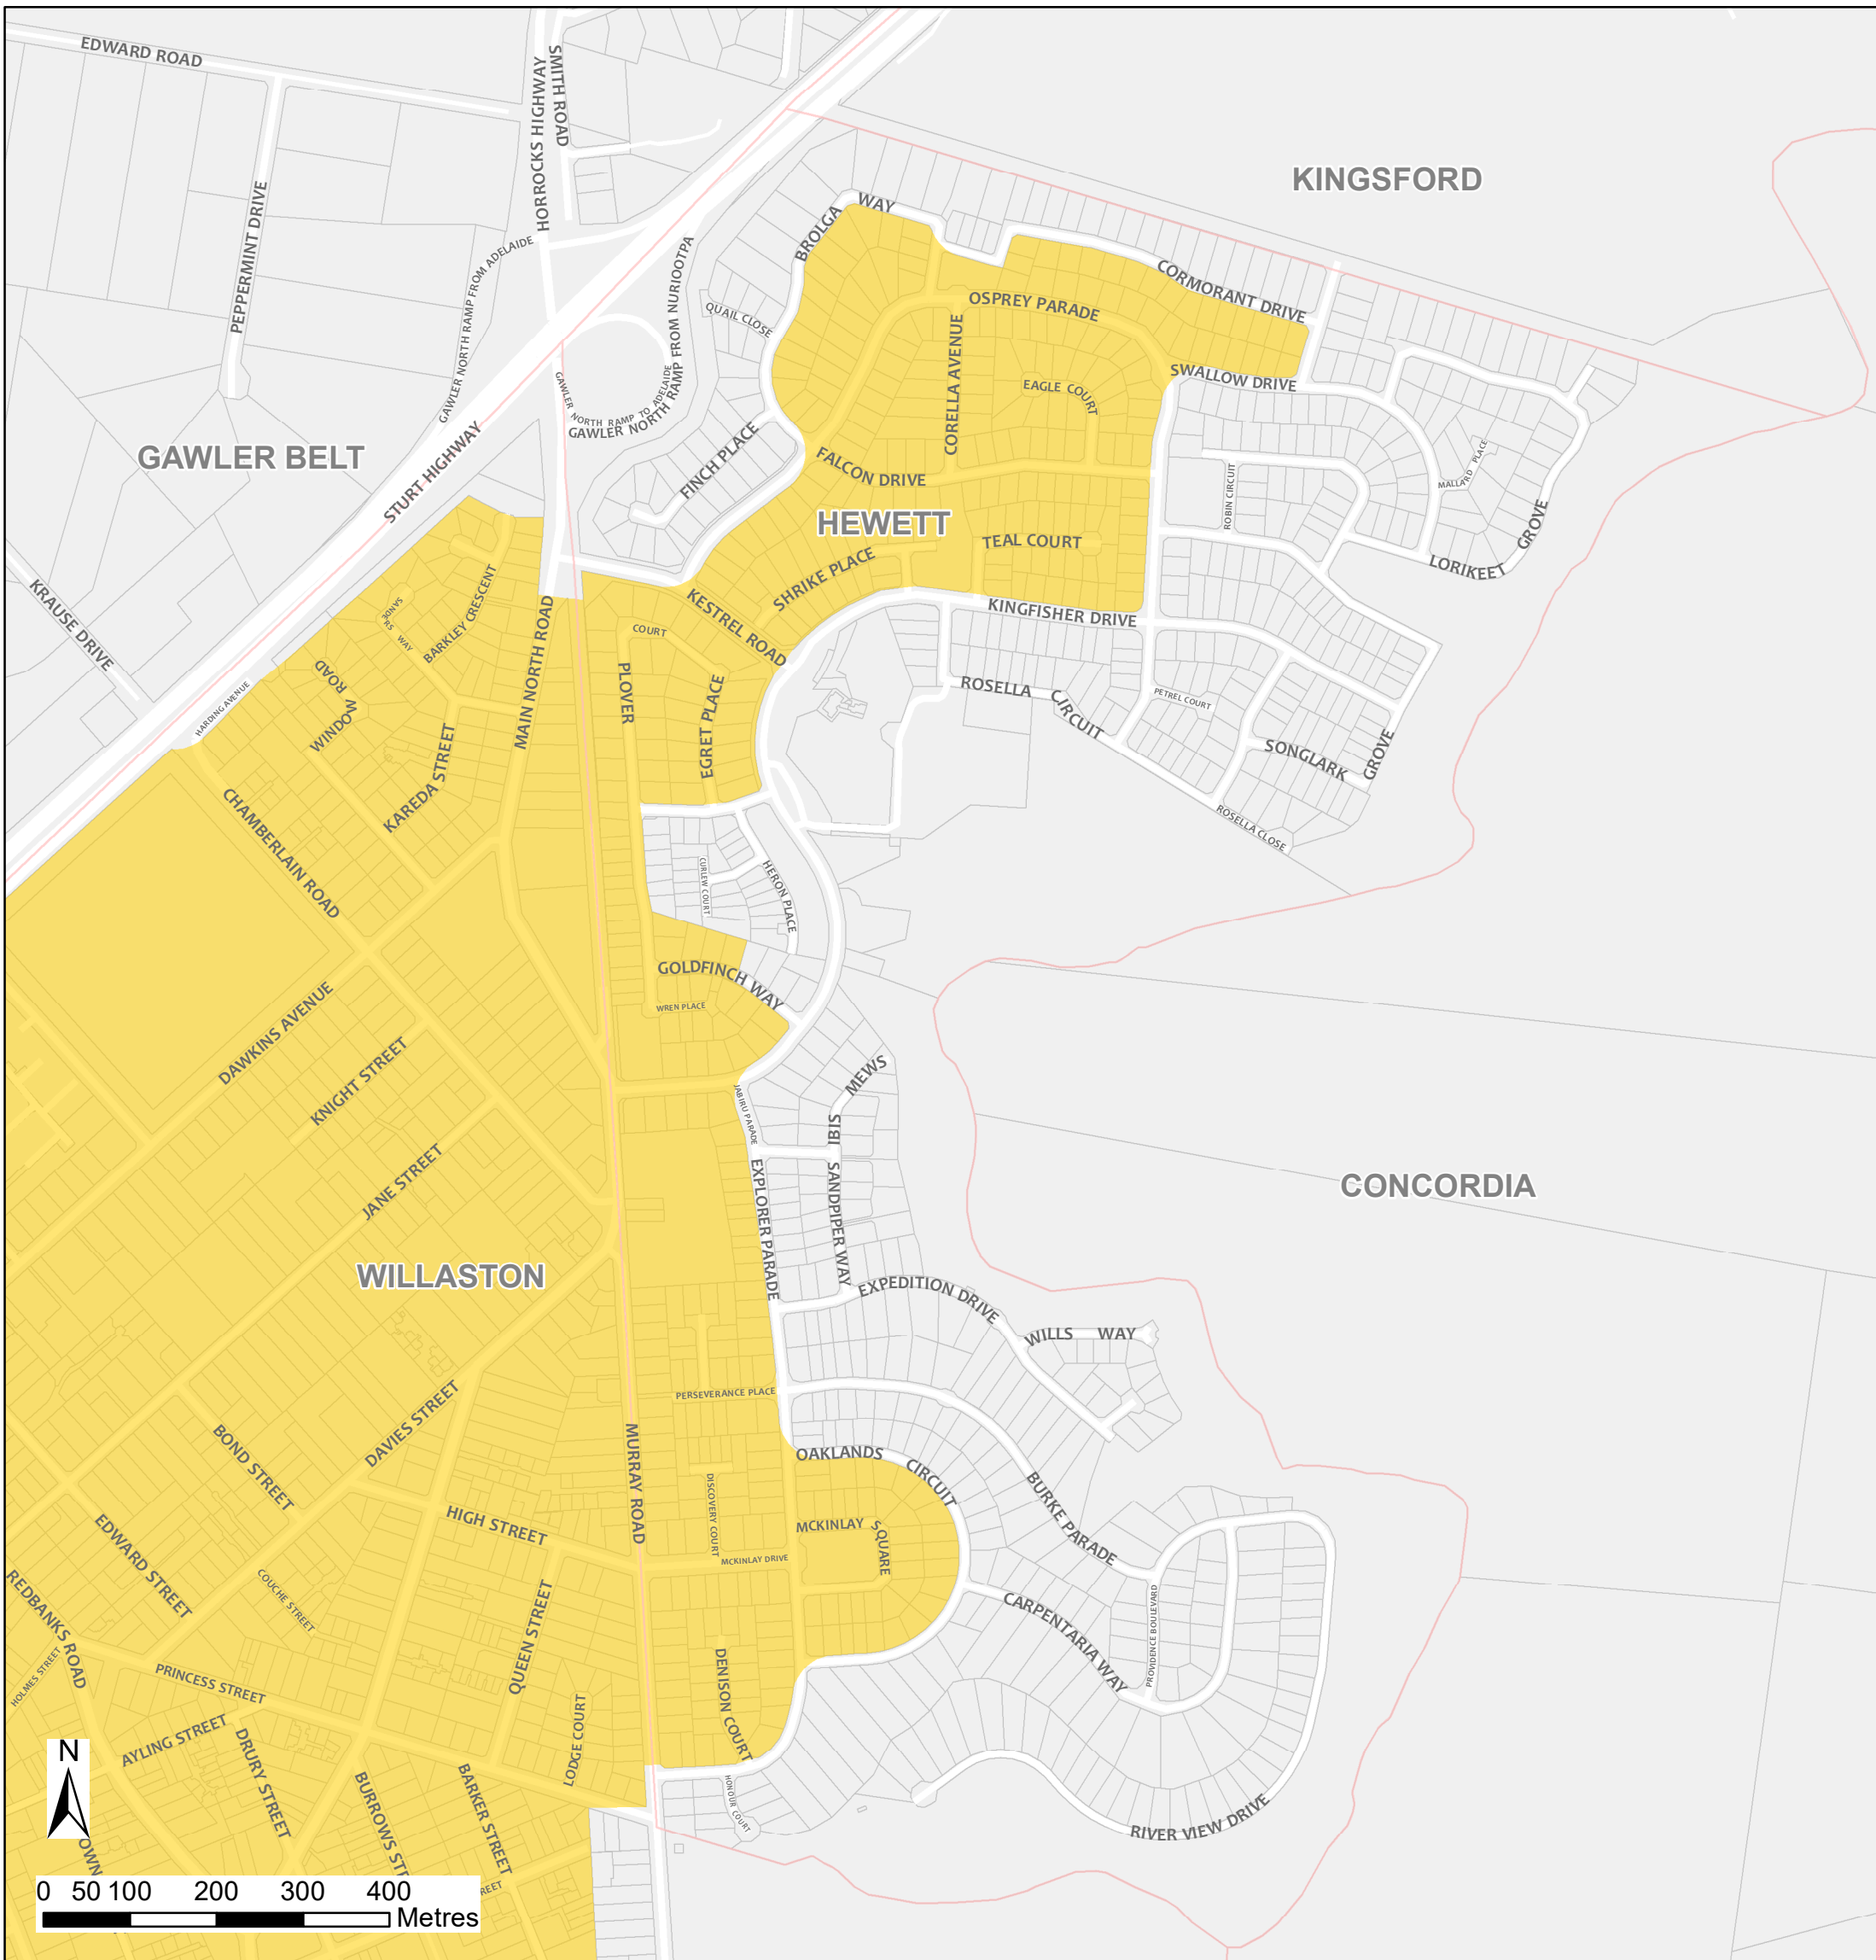 EDWARD ROAD
SMITH ROAD
HORROCKS HIGHWAY
KINGSFORD
PEPPERMINT DRIVE
BROLGA
WAY
GAWLER NORTH RAMP FROM ADELAIDE
GAWLER NORTH RAMP FROM NURIOOTPA
CORMORANT DRIVE
OSPREY PARADE
QUAIL CLOSE
CORELLA AVENUE
SWALLOW DRIVE
EAGLE COURT
GAWLER NORTH RAMP TO ADELAIDE
GAWLER BELT
STURT HIGHWAY
FINCH PLACE
FALCON DRIVE
MALLARD PLACE
ROBIN CIRCUIT
GROVE
HEWETT
TEAL COURT
SHRIKE PLACE
LORIKEET
KRAUSE DRIVE
SANDERS WAY
BARKLEY CRESCENT
KESTREL ROAD
KINGFISHER DRIVE
COURT
MAIN NORTH ROAD
PLOVER
EGRET PLACE
ROSELLA CIRCUIT
PETREL COURT
HARDING AVENUE
WINDOW ROAD
KAREDA STREET
SONGLARK
GROVE
CHAMBERLAIN ROAD
ROSELLA CLOSE
HERON PLACE
CURLEW COURT
GOLDFINCH WAY
WREN PLACE
DAWKINS AVENUE
KNIGHT STREET
MEWS
SIBI
JABIRU PARADE
JANE STREET
EXPLORER PARADE
SANDPIPER WAY
CONCORDIA
WILLASTON
EXPEDITION DRIVE
WILLS WAY
PERSEVERANCE PLACE
DAVIES STREET
BOND STREET
MURRAY ROAD
OAKLANDS
CIRCUIT
BURKE PARADE
DISCOVERY COURT
HIGH STREET
MCKINLAY
SQUARE
EDWARD STREET
MCKINLAY DRIVE
COUCHE STREET
REDBANKS ROAD
QUEEN STREET
CARPENTARIA WAY
PROVIDENCE BOULEVARD
HOLMES STREET
PRINCESS STREET
DENISON COURT
AYLING STREET
DRURY STREET
LODGE COURT
BURROWS STRE
BARKER STREET
HONOUR COURT
RIVER VIEW DRIVE
N
OWN
REET
0 50 100 200 300 400
Metres